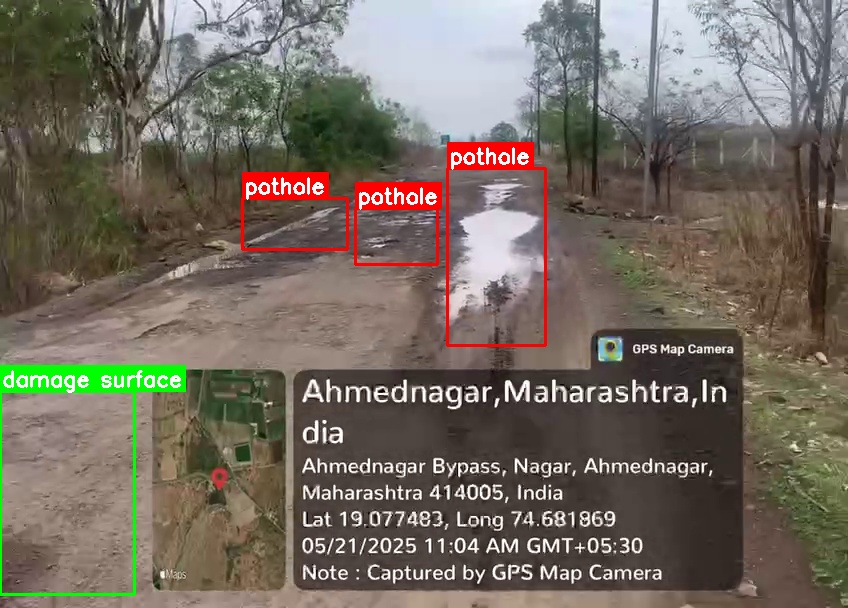 pothole
pothole
pothole
GPS Map Camera
damage surface
Ahmednagar,Maharashtra,In
dia
Ahmednagar Bypass, Nagar, Ahmednagar,
Maharashtra 414005, India
Lat 19.077483, Long 74.681869
05/21/2025 11:04 AM GMT+05:30
Note : Captured by GPS Map Camera
Maps